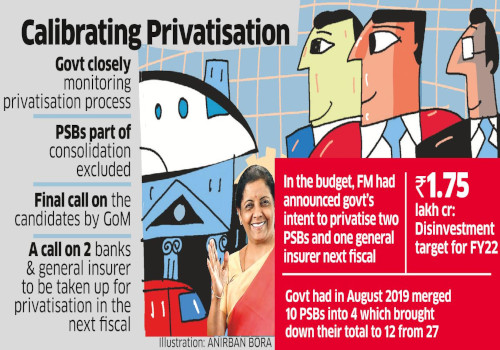 Calibrating Privatisation
Govt closely
monitoring
privatisation process
PSBs part of
consolidation
excluded
Final call on the
candidates by GoM
A call on 2 banks
& general insurer
to be taken up for
privatisation in the
next fiscal
In the budget, FM had
announced govt's
intent to privatise two
PSBs and one general
insurer next fiscal
₹1.75
lakh cr:
Disinvestment
target for FY22
Govt had in August 2019 merged
10 PSBs into 4 which brought
down their total to 12 from 27
Illustration: ANIRBAN BORA